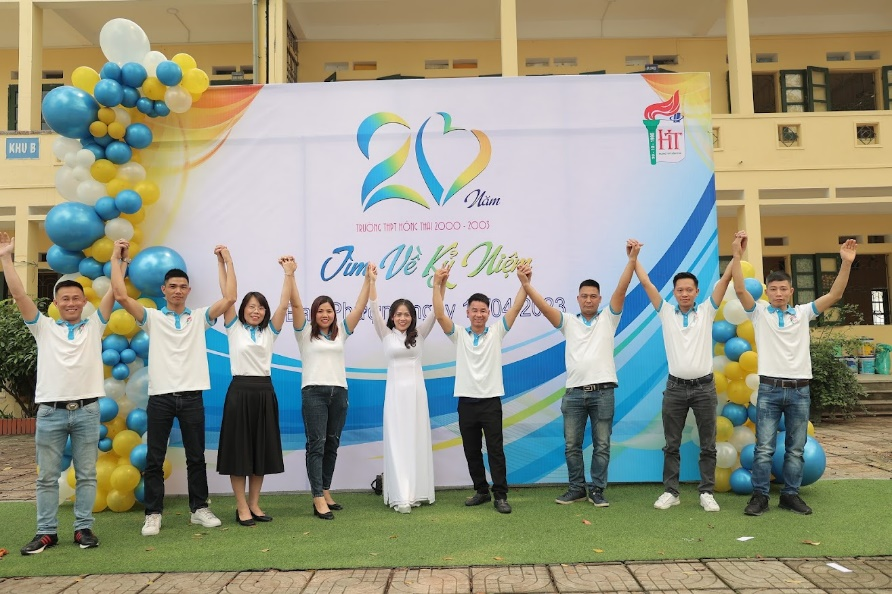 KHU B
20
Năm
TRƯỜNG THPT HỒNG THÁI 2000 - 2003
Tìm Về Kỷ Niệm
HT